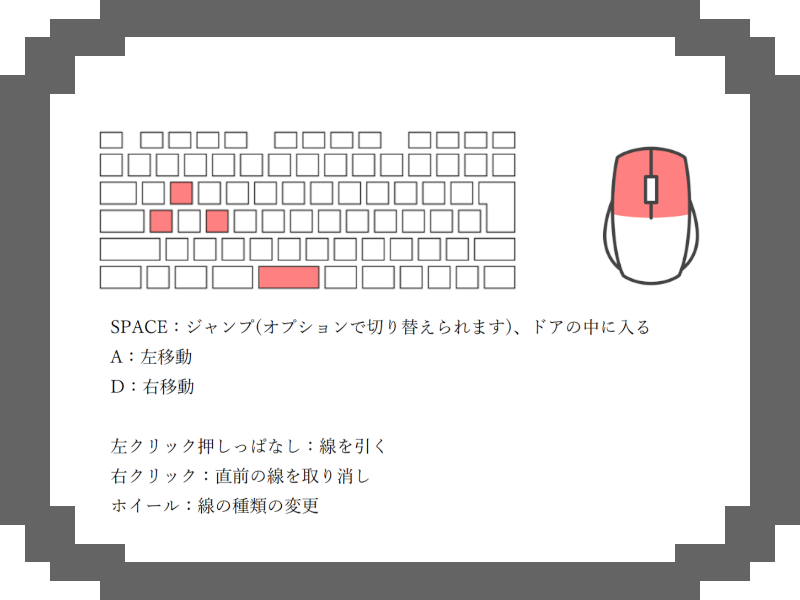 SPACE：ジャンプ(オプションで切り替えられます)、ドアの中に入る
A：左移動
D：右移動
左クリック押しっぱなし：線を引く
右クリック：直前の線を取り消し
ホイール：線の種類の変更